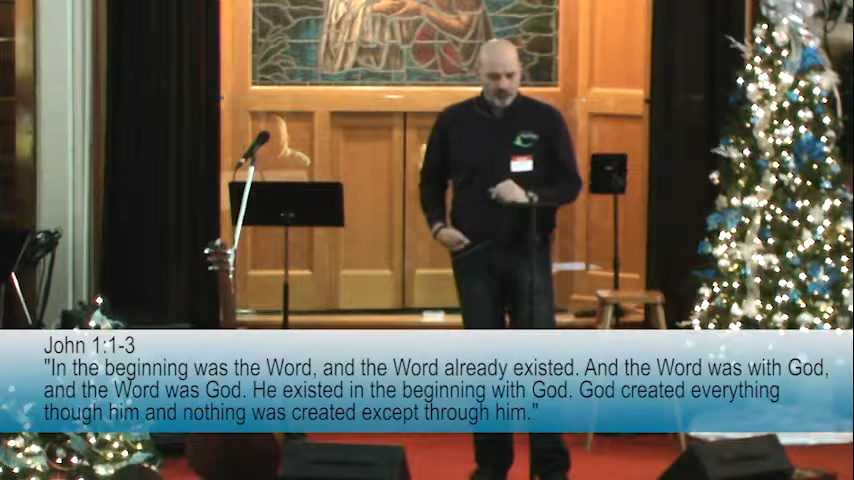 John 1:1-3
"In the beginning was the Word, and the Word already existed. And the Word was with God,
and the Word was God. He existed in the beginning with God. God created everything
though him and nothing was created except through him."